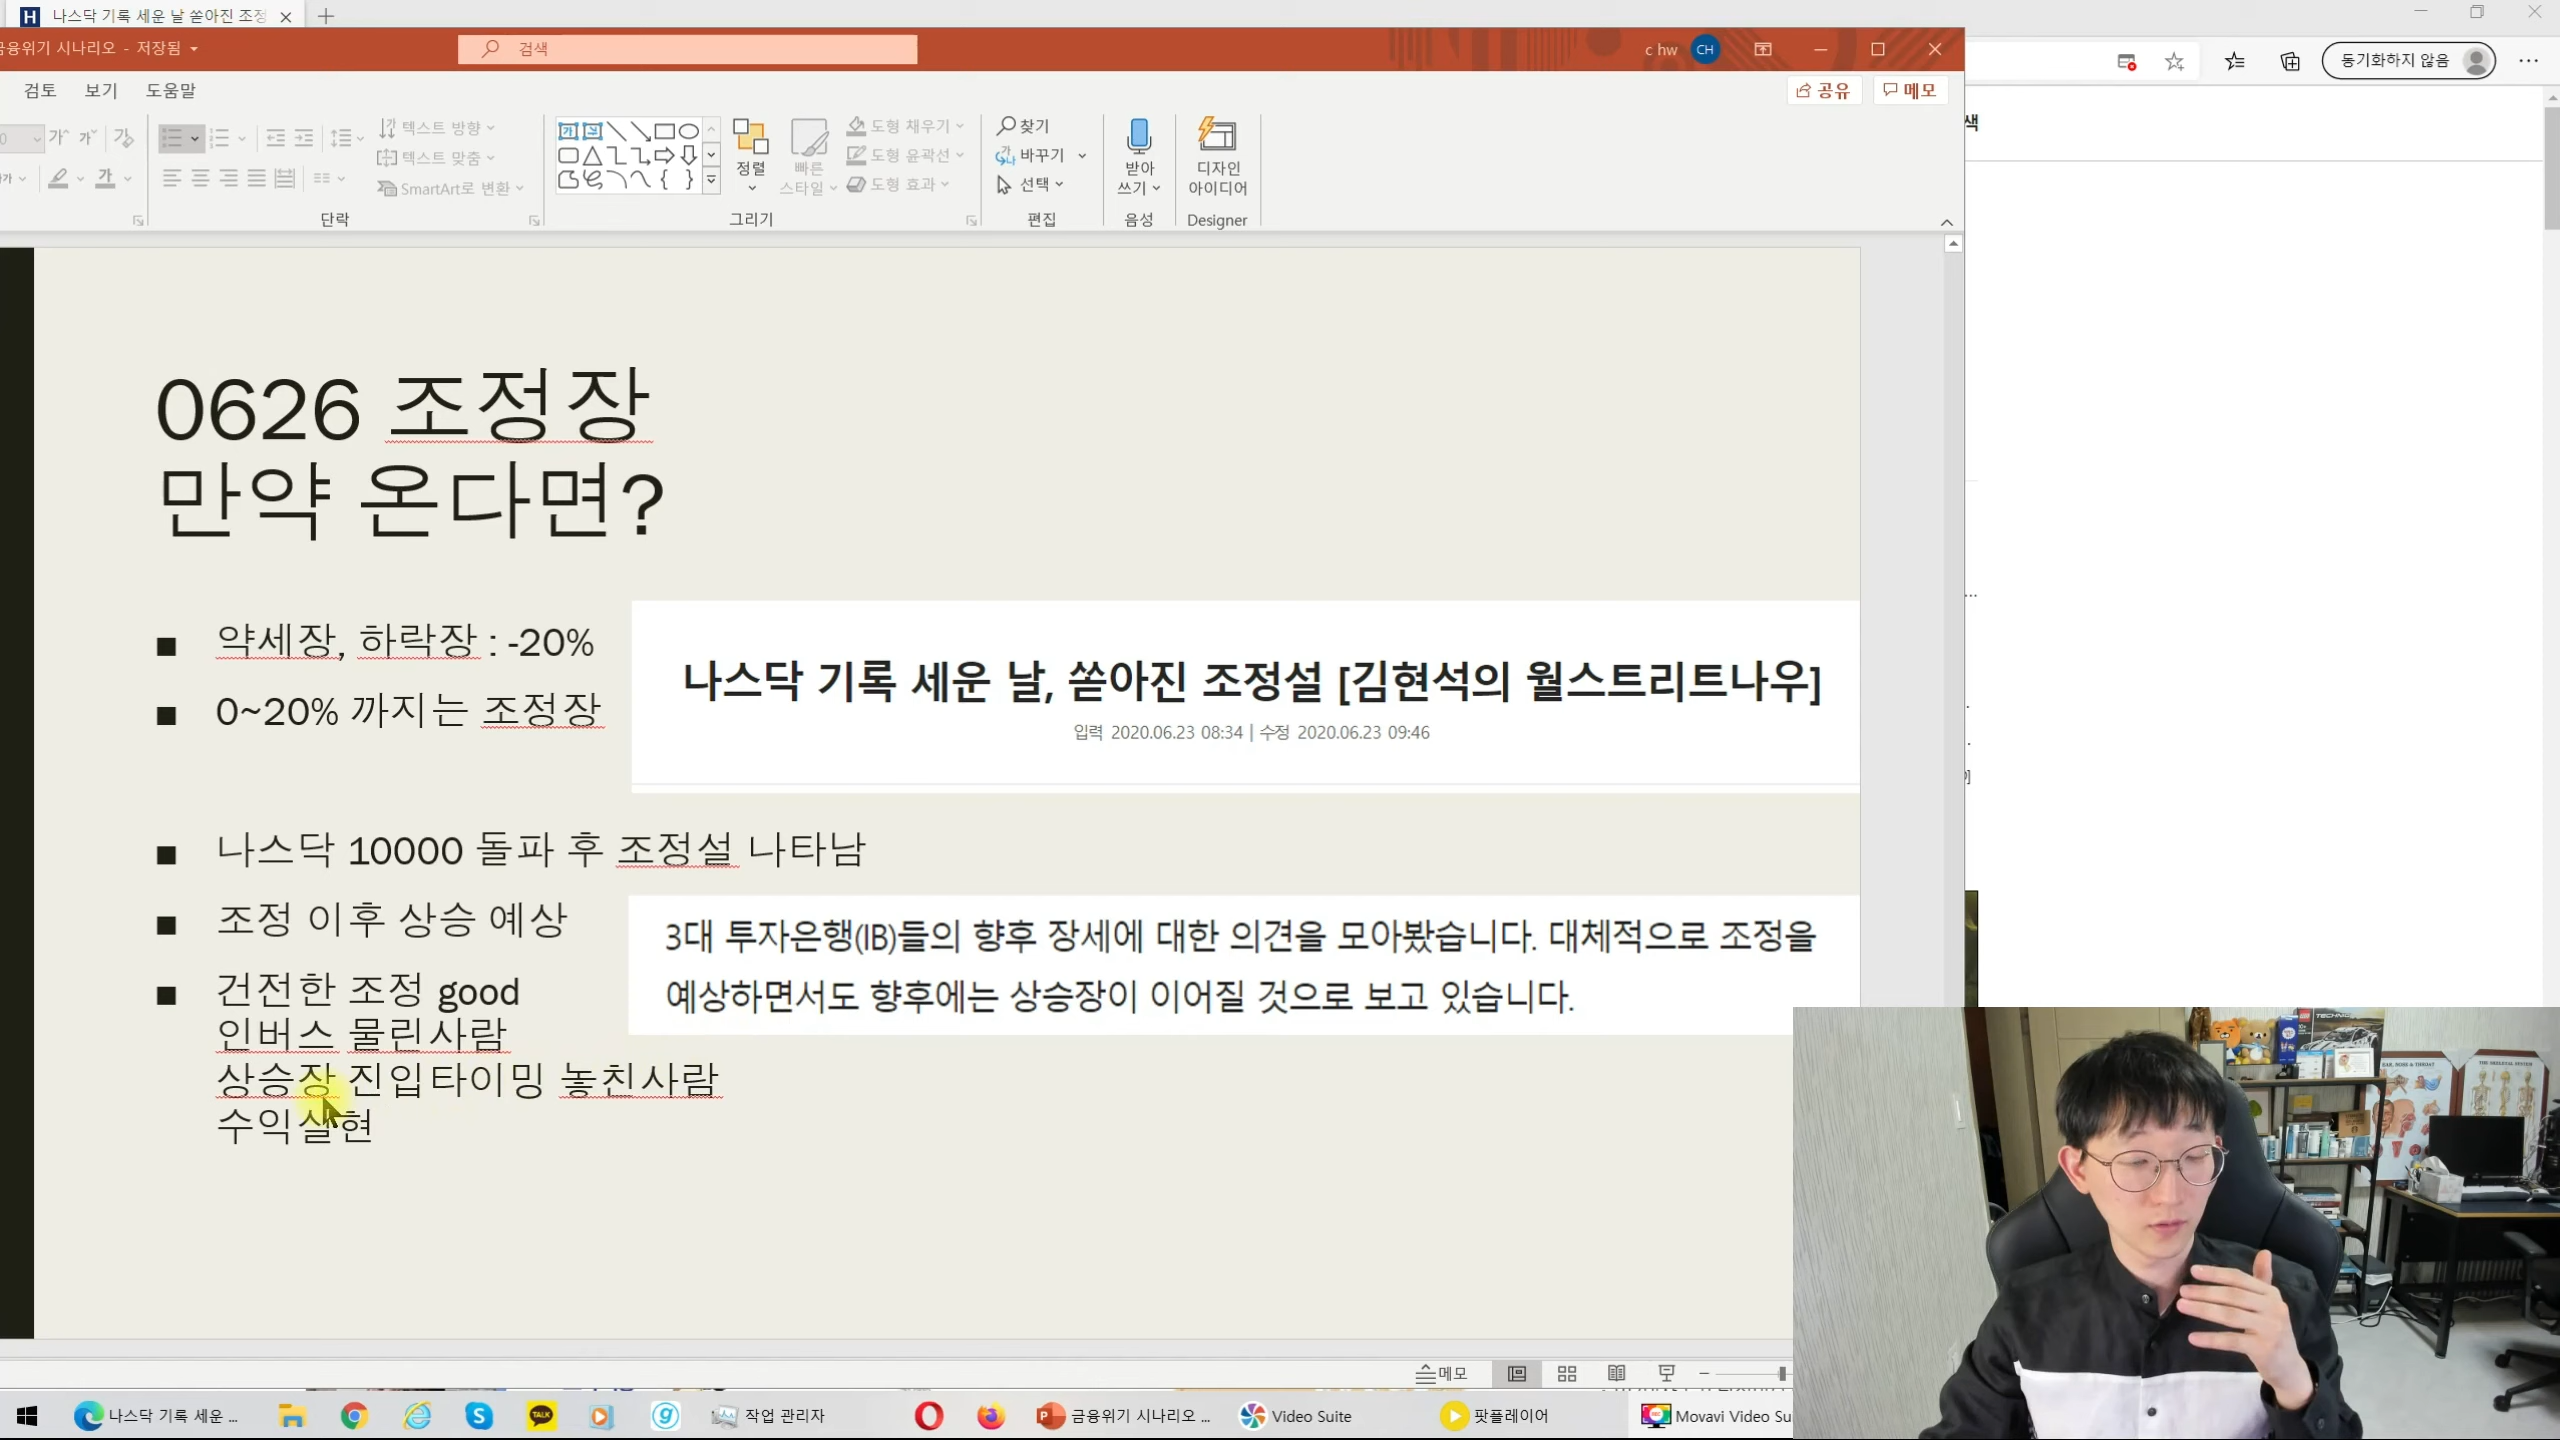 나스닥 기록 세운 날 쏟아진 조정
금융위기 시나리오 - 저장됨
검색
c hw
CH
동기화하지 않음
검토
보기
도움말
공유
메모
텍스트 방향
텍스트 맞춤
SmartArt로 변환
정렬
빠른
스타일
도형 채우기
도형 윤곽선
도형 효과
찾기
바꾸기
선택
받아
쓰기
디자인
아이디어
단락
그리기
편집
음성
Designer
색
0626 조정장
만약 온다면?
약세장, 하락장 : -20%
0~20% 까지는 조정장
나스닥 기록 세운 날, 쏟아진 조정설 [김현석의 월스트리트나우]
입력 2020.06.23 08:34 | 수정 2020.06.23 09:46
나스닥 10000 돌파 후 조정설 나타남
조정 이후 상승 예상
3대 투자은행(IB)들의 향후 장세에 대한 의견을 모아봤습니다. 대체적으로 조정을
예상하면서도 향후에는 상승장이 이어질 것으로 보고 있습니다.
건전한 조정 good
인버스 물린사람
상승장 진입타이밍 놓친사람
수익실현
메모
나스닥 기록 세운 ...
TALK
작업 관리자
금융위기 시나리오 ...
Video Suite
팟플레이어
Movavi Video Su